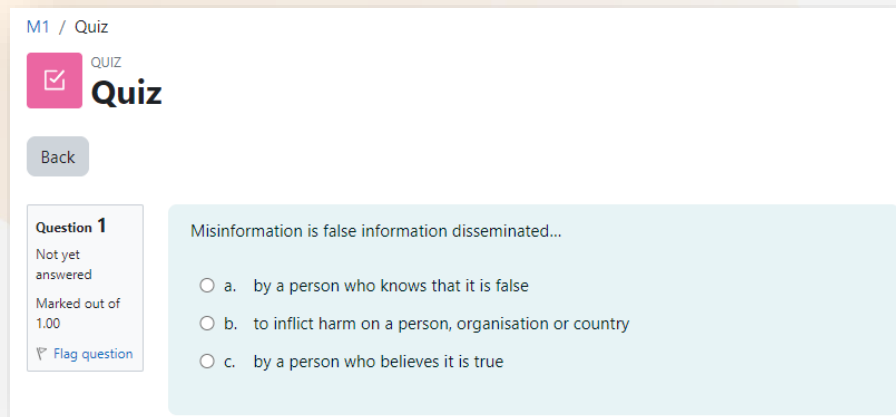 M1 / Quiz
QUIZ
Quiz
Back
Question 1
Not yet
answered
Marked out of
1.00
Flag question
Misinformation is false information disseminated...
a. by a person who knows that it is false
b. to inflict harm on a person, organisation or country
c. by a person who believes it is true